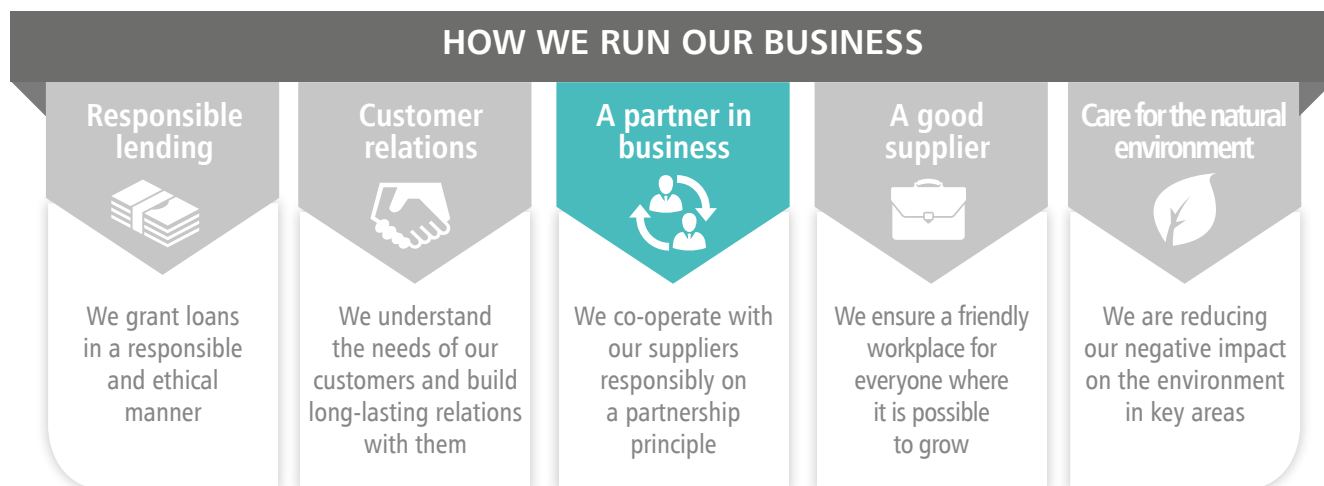 HOW WE RUN OUR BUSINESS
Responsible
lending
We grant loans
in a responsible
and ethical
manner
Customer
relations
We understand
the needs of our
customers and build
long-lasting relations
with them
A partner in
business
We co-operate with
our suppliers
responsibly on
a partnership
principle
A good
supplier
We ensure a friendly
workplace for
everyone where
it is possible
to grow
Care for the natural
environment
We are reducing
our negative impact
on the environment
in key areas